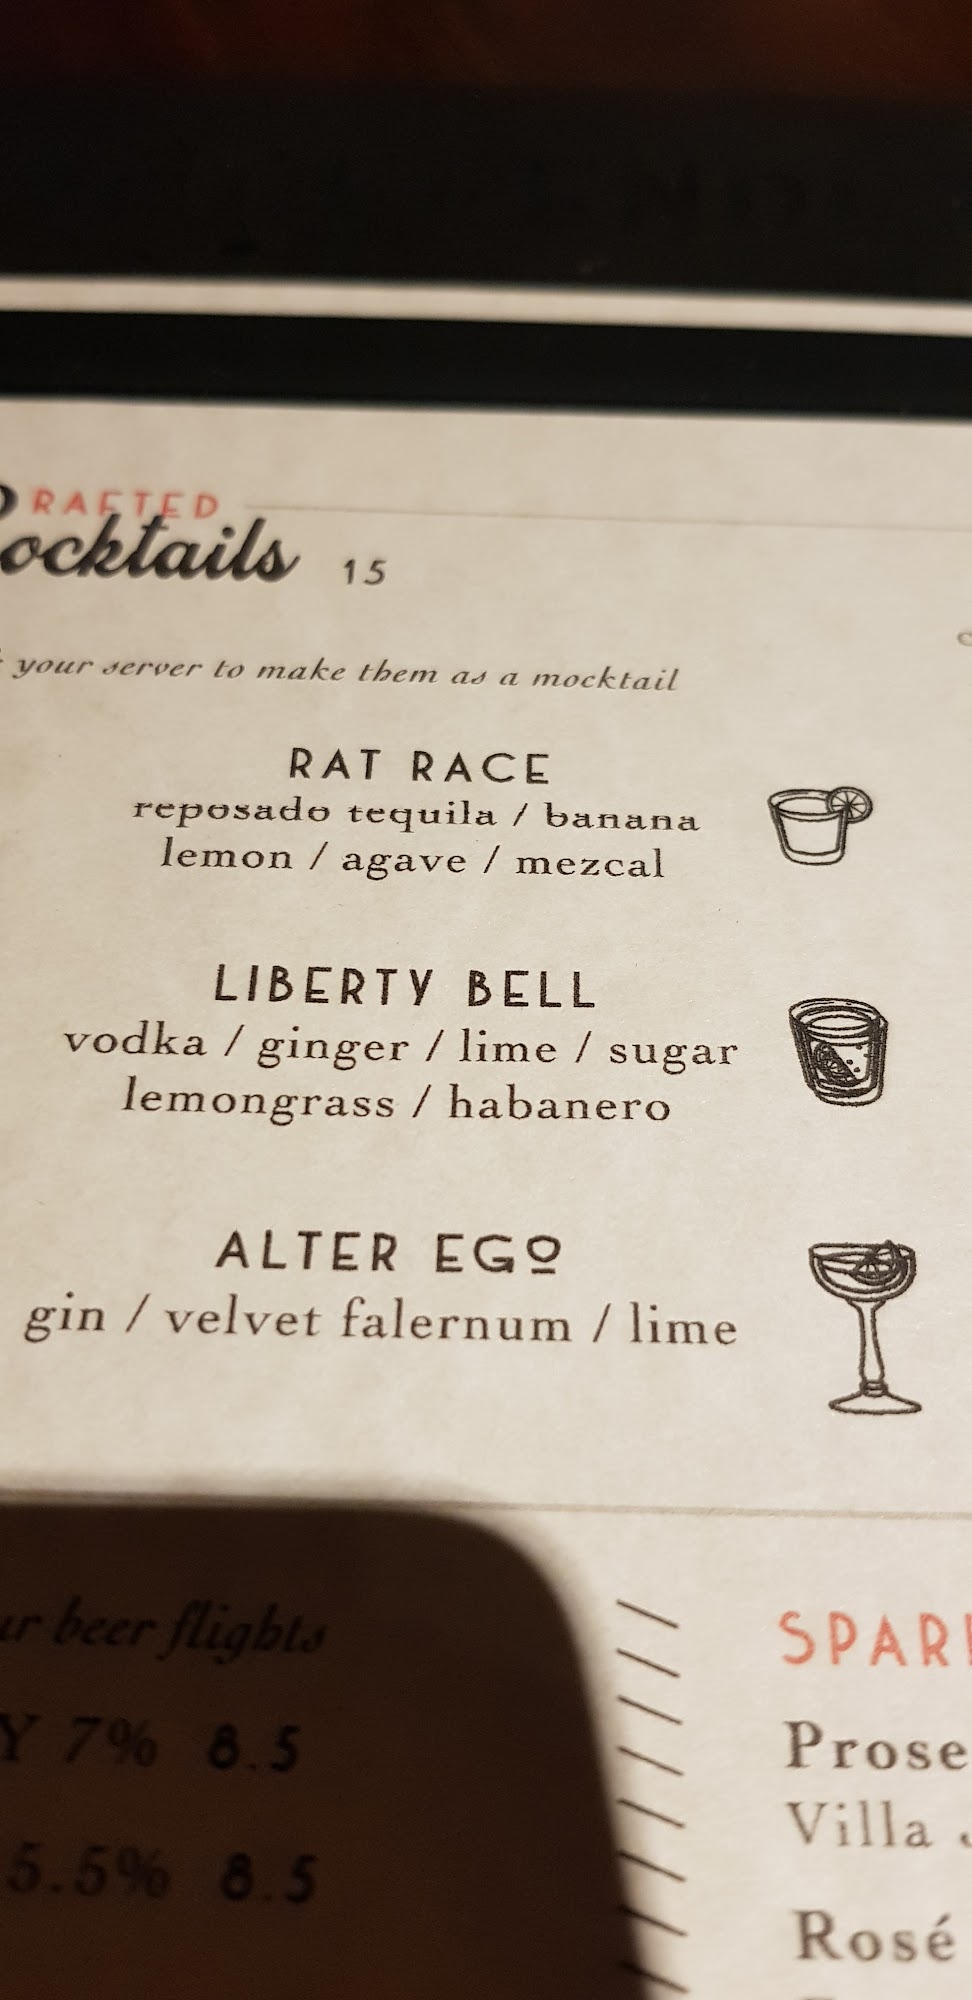 RAFTED
ocktails 15
your server to make them as a mocktail
RAT RACE
reposado tequila / banana
lemon / agave / mezcal
LIBERTY BELL
vodka / ginger / lime / sugar
lemongrass / habanero
ALTER EGO
gin / velvet falernum / lime
ur beer flights
Y 7% 8.5
5.5% 8.5
SPAR
Prose
Villa
Rosé